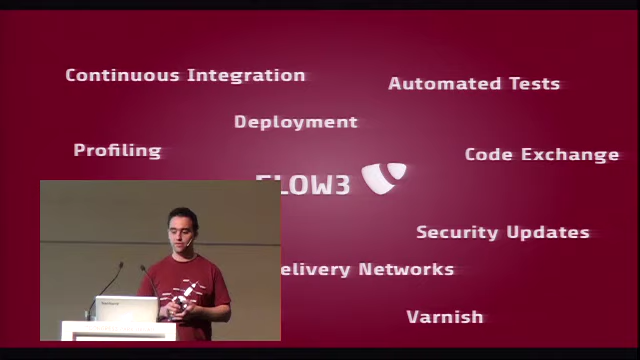 Continuous Integration
Automated Tests
Deployment
Profiling
Code Exchange
FLOW3
Security Updates
elivery Networks
Varnish